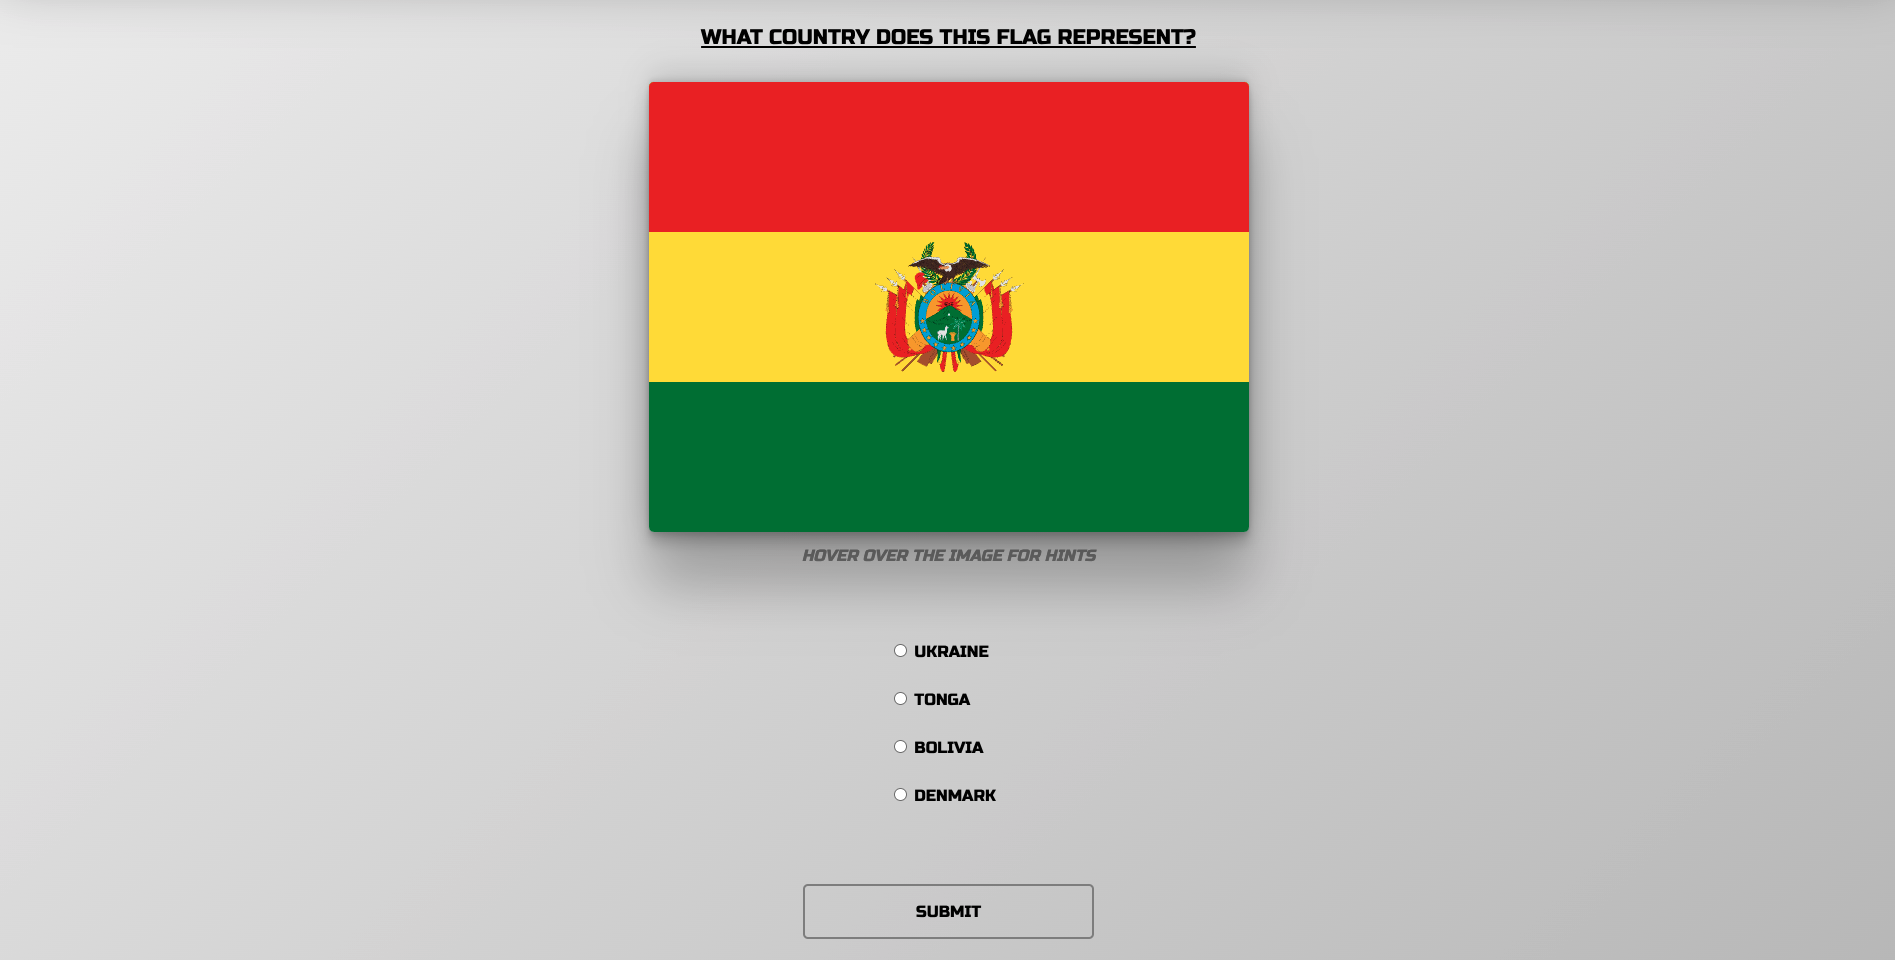 WHAT COUNTRY DOES THIS FLAG REPRESENT?
HOVER OVER THE IMAGE FOR HINTS
UKRAINE
TONGA
BOLIVIA
DENMARK
SUBMIT